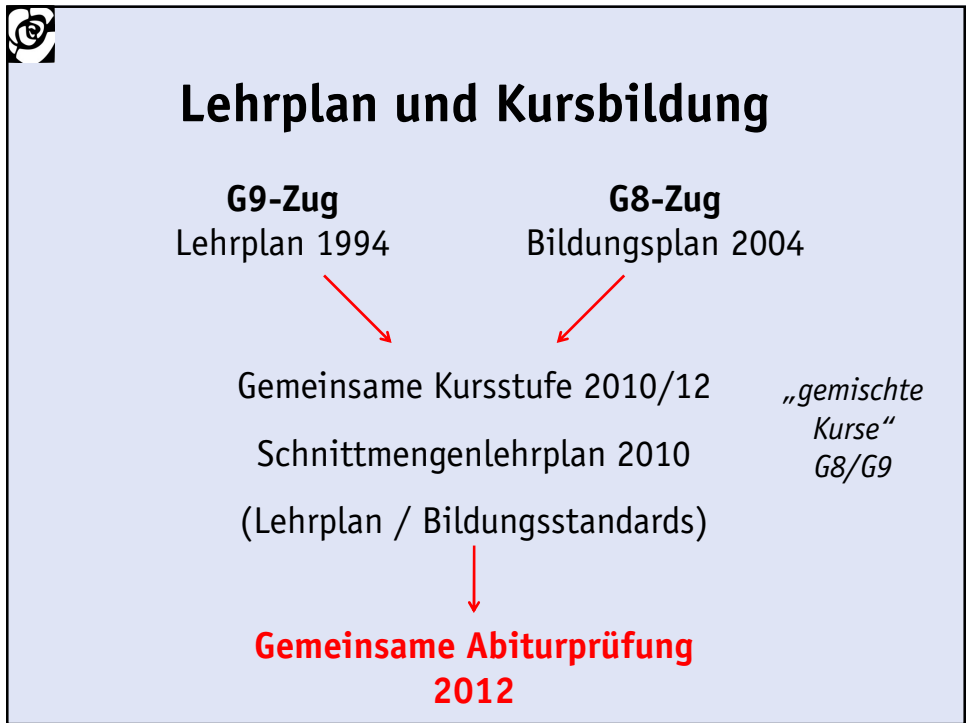 Lehrplan und Kursbildung
G9-Zug
Lehrplan 1994
G8-Zug
Bildungsplan 2004
Gemeinsame Kursstufe 2010/12
Schnittmengenlehrplan 2010
(Lehrplan / Bildungsstandards)
„gemischte
Kurse“
G8/G9
Gemeinsame Abiturprüfung
2012